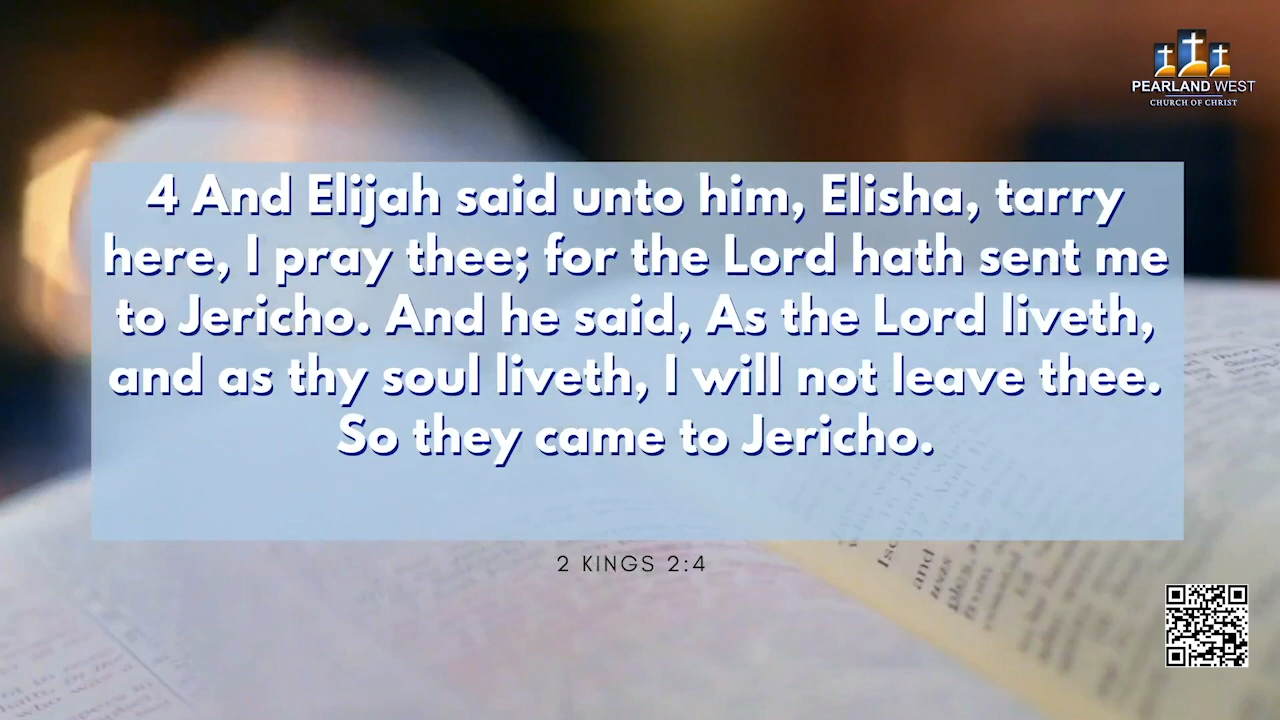 PEARLAND WEST
CHURCH OF CHRIST
4 And Elijah said unto him, Elisha, tarry
here, I pray thee; for the Lord hath sent me
to Jericho. And he said, As the Lord liveth,
and as thy soul liveth, I will not leave thee.
So they came to Jericho.
2 KINGS 2:4
and